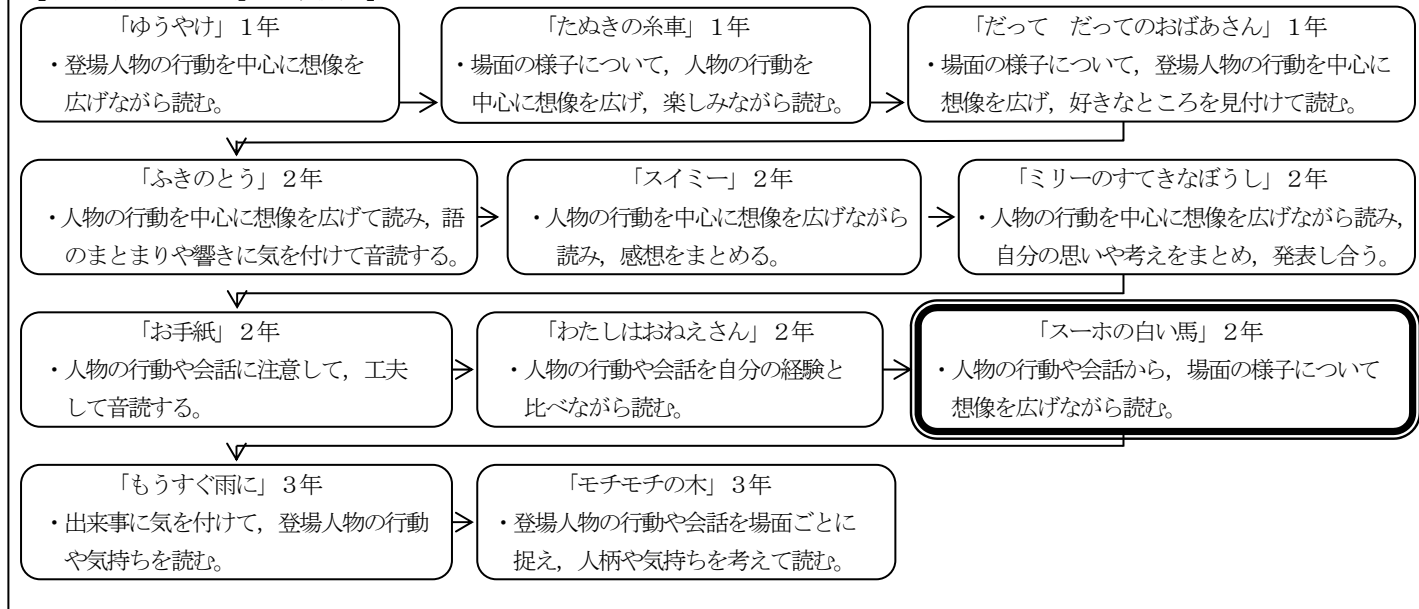 「ゆうやけ」1年
・登場人物の行動を中心に想像を
広げながら読む。
「たぬきの糸車」1年
・場面の様子について，人物の行動を
中心に想像を広げ，楽しみながら読む。
「だって　だってのおばあさん」1年
・場面の様子について，登場人物の行動を中心に
想像を広げ，好きなところを見付けて読む。
「ふきのとう」2年
・人物の行動を中心に想像を広げて読み，語
のまとまりや響きに気を付けて音読する。
「スイミー」2年
・人物の行動を中心に想像を広げながら
読み，感想をまとめる。
「ミリーのすてきなぼうし」2年
・人物の行動を中心に想像を広げながら読み，
自分の思いや考えをまとめ，発表し合う。
「お手紙」2年
・人物の行動や会話に注意して，工夫
して音読する。
「わたしはおねえさん」2年
・人物の行動や会話を自分の経験と
比べながら読む。
「スーホの白い馬」2年
・人物の行動や会話から，場面の様子について
想像を広げながら読む。
「もうすぐ雨に」3年
・出来事に気を付けて，登場人物の行動
や気持ちを読む。
「モチモチの木」3年
・登場人物の行動や会話を場面ごとに
捉え，人柄や気持ちを考えて読む。